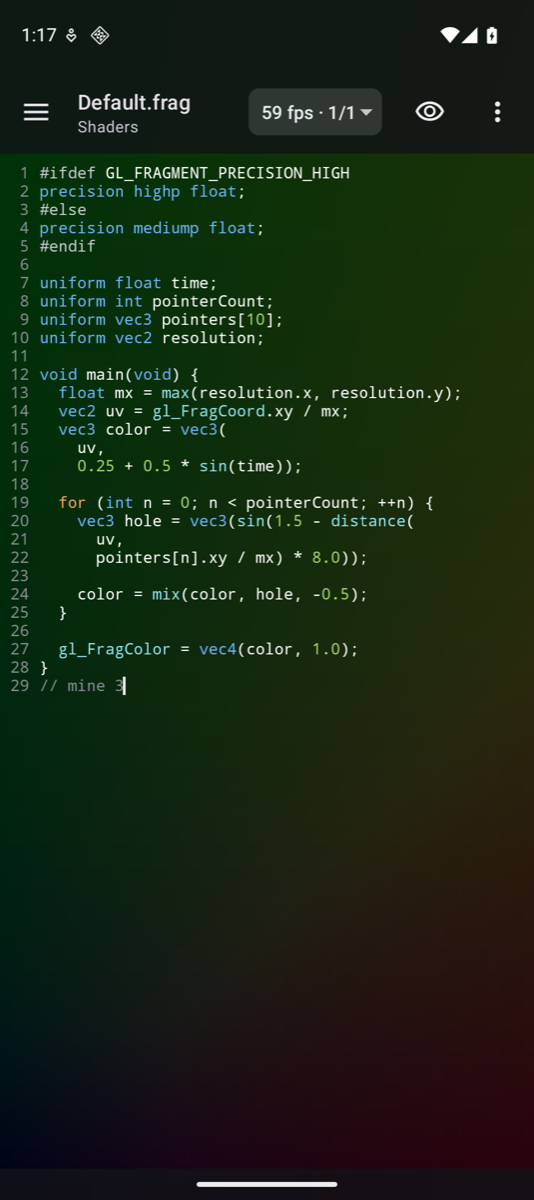 1:17
Default.frag
Shaders
59 fps · 1/1
1 #ifdef GL_FRAGMENT_PRECISION_HIGH
2 precision highp float;
3 #else
4 precision mediump float;
5 #endif
6
7 uniform float time;
8 uniform int pointerCount;
9 uniform vec3 pointers[10];
10 uniform vec2 resolution;
11
12 void main(void) {
13   float mx = max(resolution.x, resolution.y);
14   vec2 uv = gl_FragCoord.xy / mx;
15   vec3 color = vec3(
16     uv,
17     0.25 + 0.5 * sin(time));
18
19   for (int n = 0; n < pointerCount; ++n) {
20     vec3 hole = vec3(sin(1.5 - distance(
21       uv,
22       pointers[n].xy / mx) * 8.0));
23
24     color = mix(color, hole, -0.5);
25   }
26
27   gl_FragColor = vec4(color, 1.0);
28 }
29 // mine 3